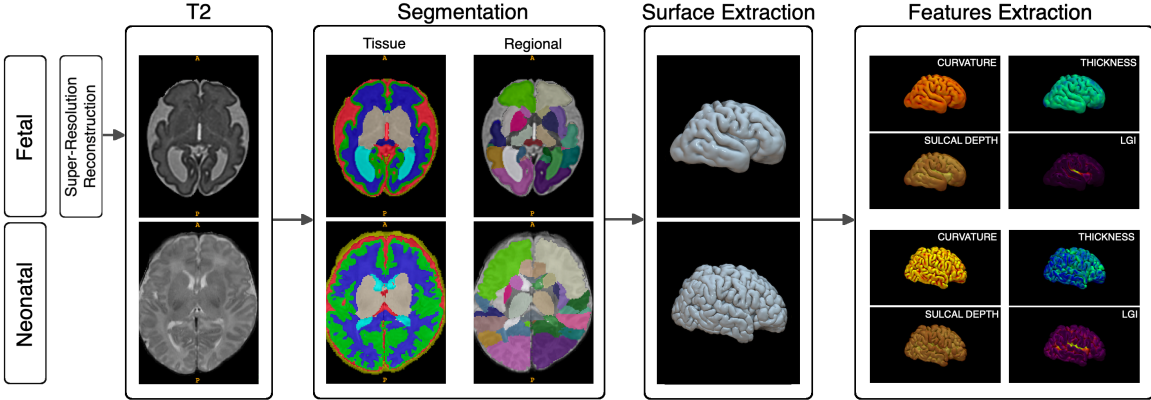 T2
Segmentation
Surface Extraction
Features Extraction
Tissue
Regional
Fetal
Super-Resolution
Reconstruction
A
A
P
P
CURVATURE
THICKNESS
SULCAL DEPTH
LGI
Neonatal
A
A
A
P
P
P
CURVATURE
THICKNESS
SULCAL DEPTH
LGI